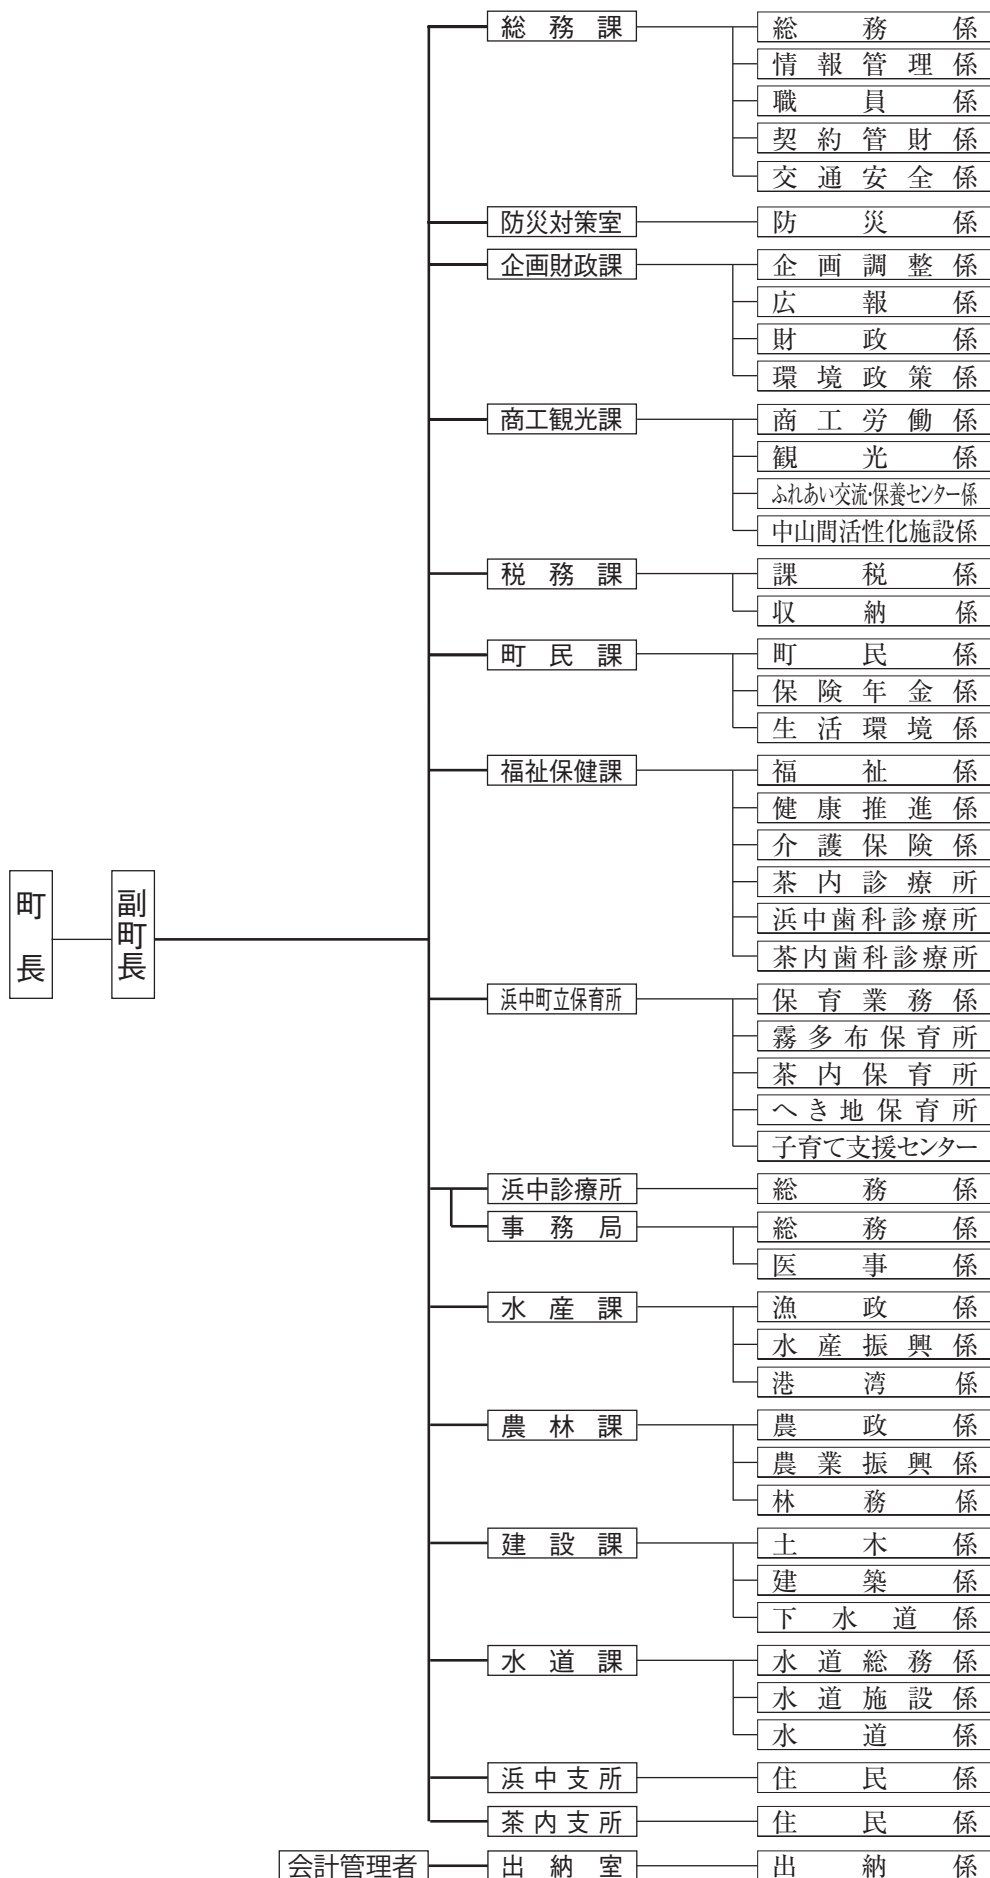 町長
副町長
総務課
総務係
情報管理係
職員係
契約管財係
交通安全係
防災対策室
防災係
企画財政課
企画調整係
広報係
財政係
環境政策係
商工観光課
商工労働係
観光係
ふれあい交流・保養センター係
中山間活性化施設係
税務課
課税係
収納係
町民課
町民係
保険年金係
生活環境係
福祉保健課
福祉係
健康推進係
介護保険係
茶内診療所
浜中歯科診療所
茶内歯科診療所
浜中町立保育所
保育業務係
霧多布保育所
茶内保育所
へき地保育所
子育て支援センター
浜中診療所
総務係
事務局
総務係
医事係
水産課
漁政係
水産振興係
港湾係
農林課
農政係
農業振興係
林務係
建設課
土木係
建築係
下水道係
水道課
水道総務係
水道施設係
水道係
浜中支所
住民係
茶内支所
住民係
会計管理者
出納室
出納係